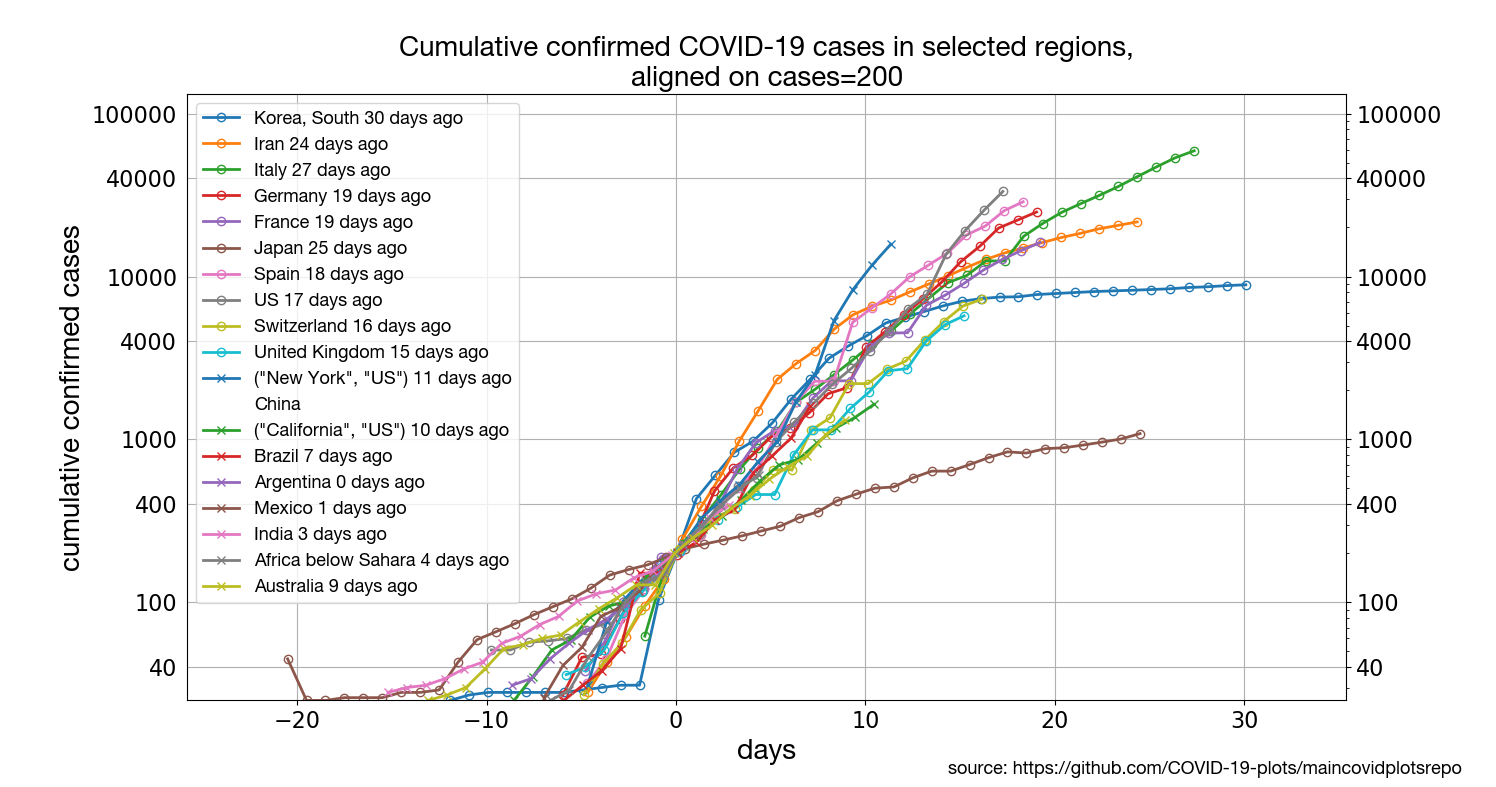 Cumulative confirmed COVID-19 cases in selected regions,
aligned on cases=200
cumulative confirmed cases
100000
40000
10000
4000
1000
400
100
40
Korea, South 30 days ago
Iran 24 days ago
Italy 27 days ago
Germany 19 days ago
France 19 days ago
Japan 25 days ago
Spain 18 days ago
US 17 days ago
Switzerland 16 days ago
United Kingdom 15 days ago
("New York", "US") 11 days ago
China
("California", "US") 10 days ago
Brazil 7 days ago
Argentina 0 days ago
Mexico 1 days ago
India 3 days ago
Africa below Sahara 4 days ago
Australia 9 days ago
100000
40000
10000
4000
1000
400
100
40
−20 −10 0 10 20 30
days
source: https://github.com/COVID-19-plots/maincovidplotsrepo